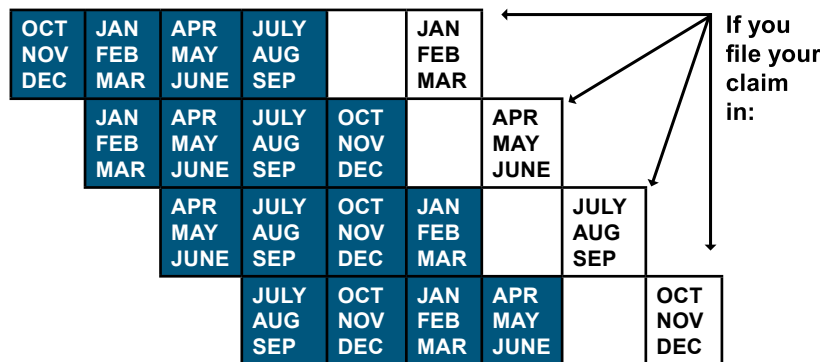 OCT JAN APR JULY JAN
NOV FEB MAY AUG FEB
DEC MAR JUNE SEP MAR
If you
file your
claim
in:
JAN APR JULY OCT APR
FEB MAY AUG NOV MAY
MAR JUNE SEP DEC JUNE
APR JULY OCT JAN JULY
MAY AUG NOV FEB AUG
JUNE SEP DEC MAR SEP
JULY OCT JAN APR OCT
AUG NOV FEB MAY NOV
SEP DEC MAR JUNE DEC